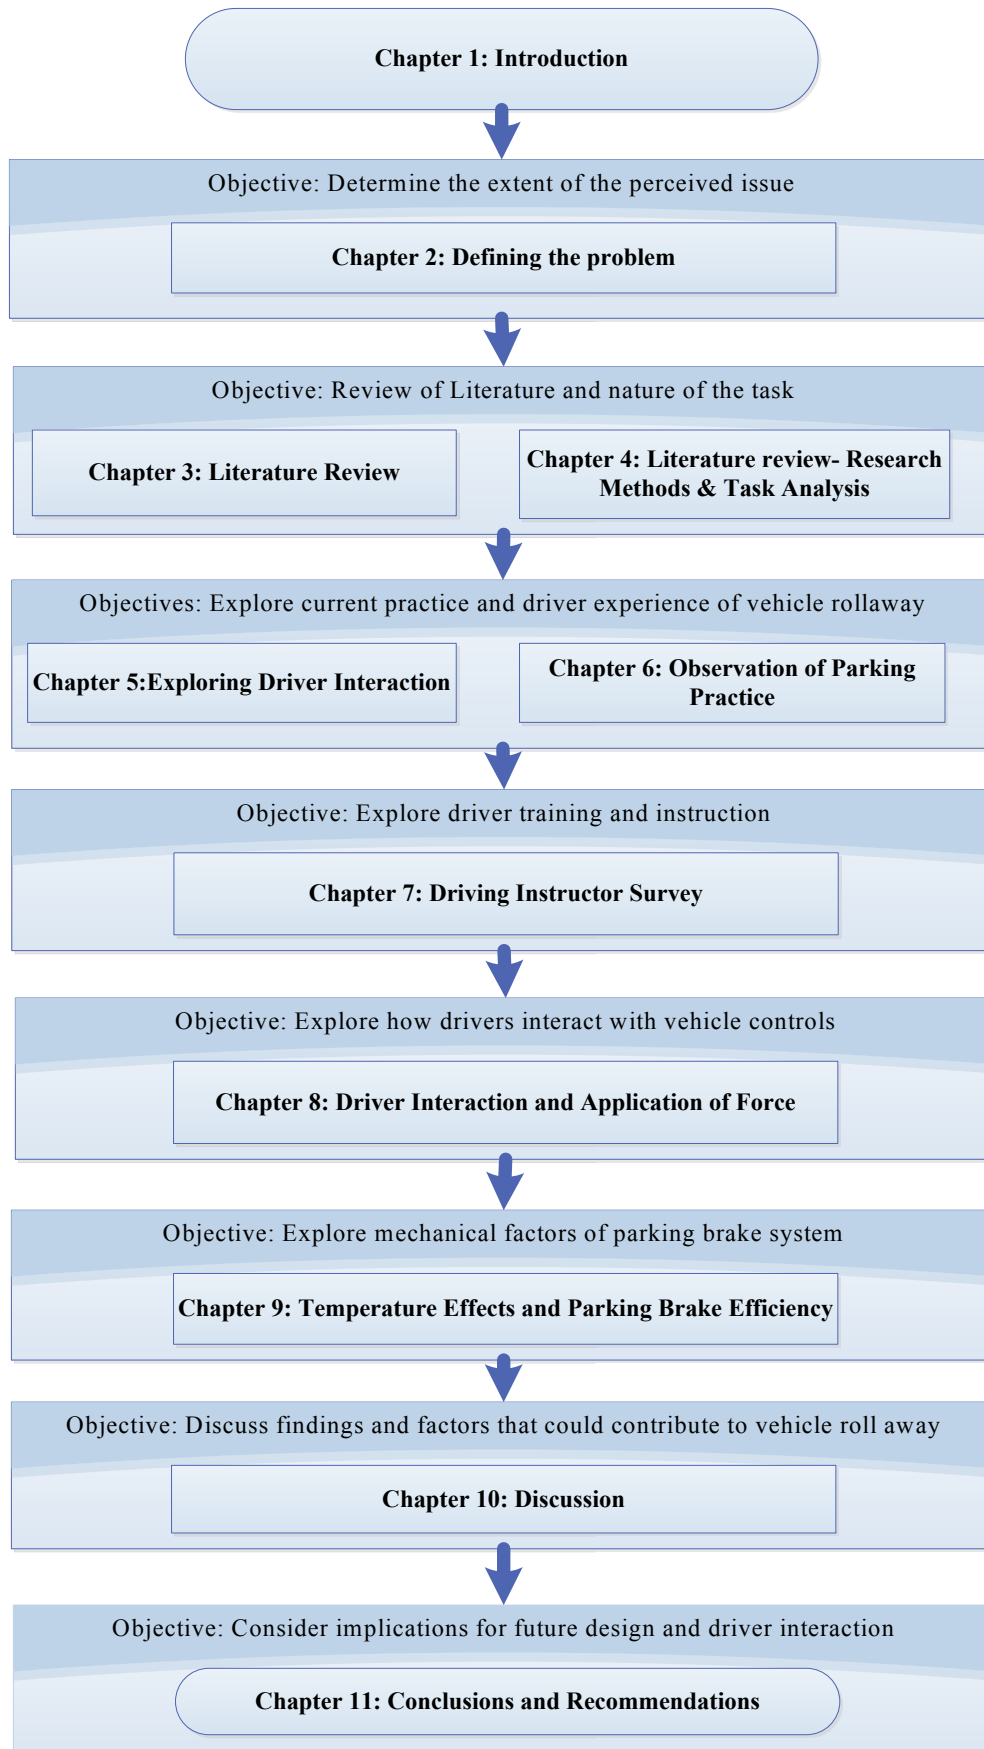 Chapter 1: Introduction
Objective: Determine the extent of the perceived issue
Chapter 2: Defining the problem
Objective: Review of Literature and nature of the task
Chapter 3: Literature Review
Chapter 4: Literature review- Research
Methods & Task Analysis
Objectives: Explore current practice and driver experience of vehicle rollaway
Chapter 5:Exploring Driver Interaction
Chapter 6: Observation of Parking
Practice
Objective: Explore driver training and instruction
Chapter 7: Driving Instructor Survey
Objective: Explore how drivers interact with vehicle controls
Chapter 8: Driver Interaction and Application of Force
Objective: Explore mechanical factors of parking brake system
Chapter 9: Temperature Effects and Parking Brake Efficiency
Objective: Discuss findings and factors that could contribute to vehicle roll away
Chapter 10: Discussion
Objective: Consider implications for future design and driver interaction
Chapter 11: Conclusions and Recommendations